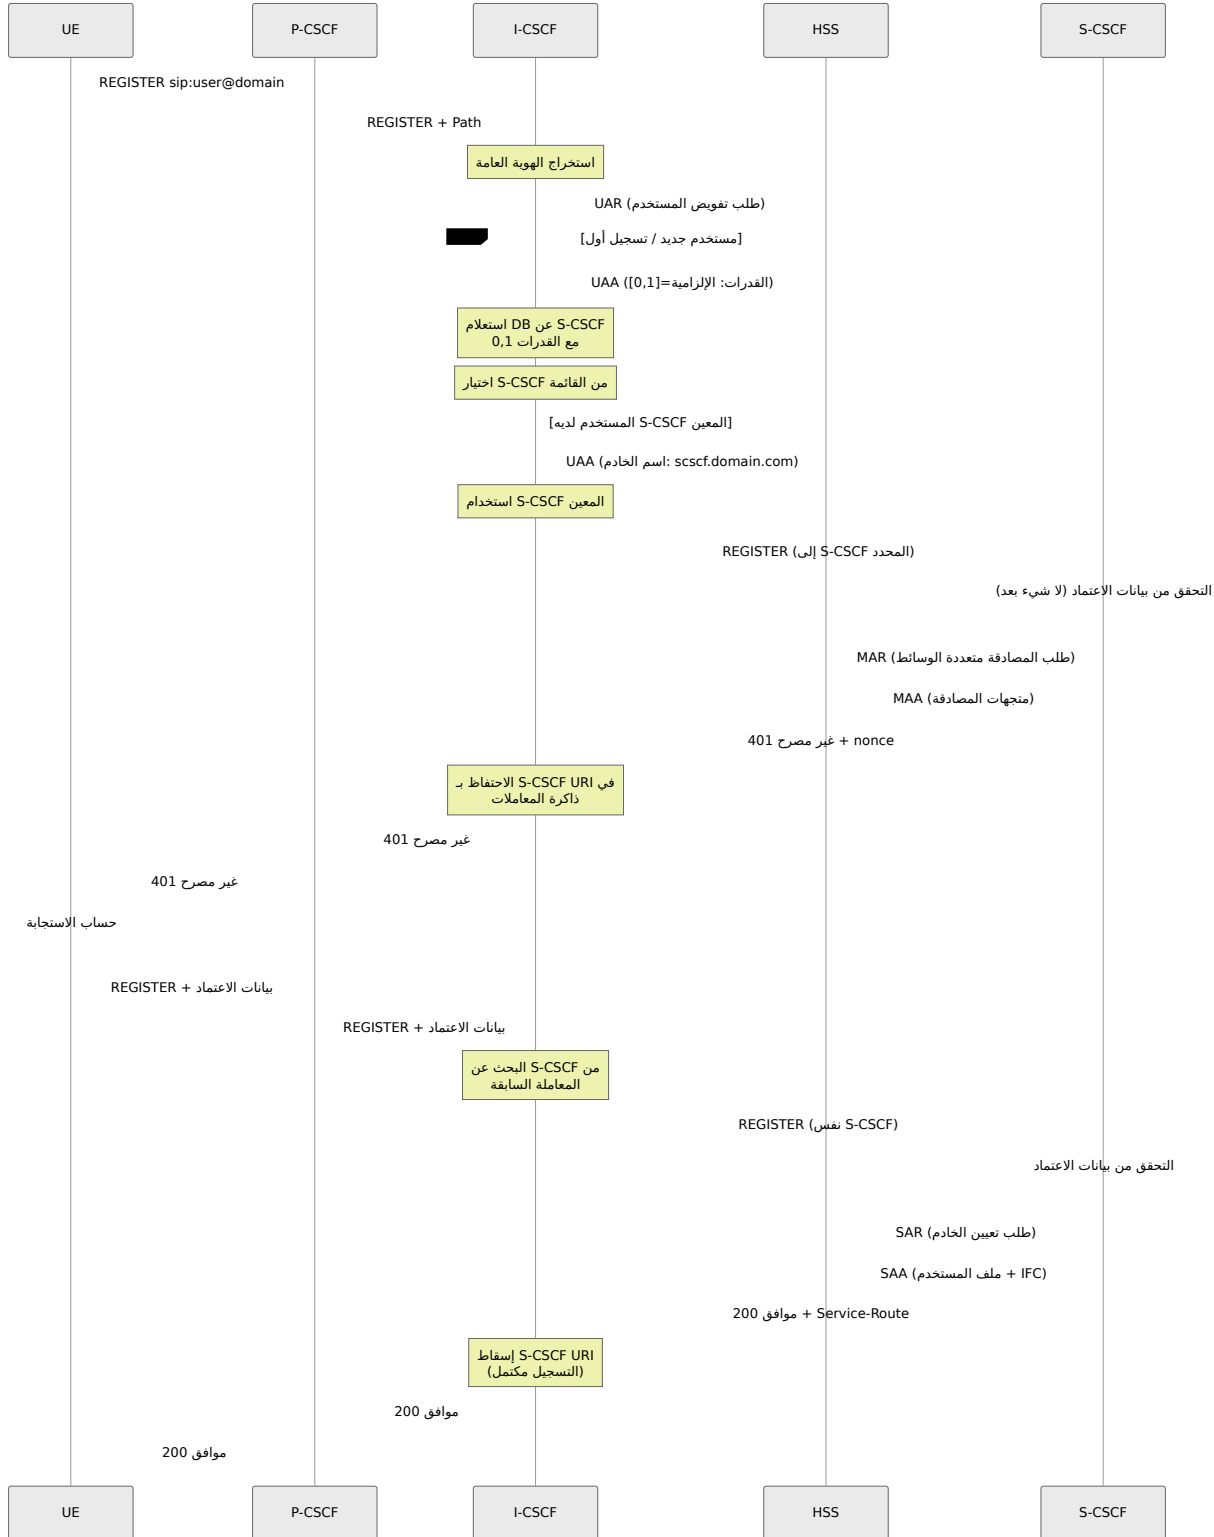 UE
P-CSCF
I-CSCF
HSS
S-CSCF
REGISTER sip:user@domain
REGISTER + Path
استخراج الهوية العامة
UAR (طلب تفويض المستخدم)
[مستخدم جديد / تسجيل أول]
UAA (القدرات: الإلزامية=[0,1])
استعلام DB عن S-CSCF
مع القدرات 0,1
اختيار S-CSCF من القائمة
[المستخدم لديه S-CSCF المعين]
UAA (اسم الخادم: scscf.domain.com)
استخدام S-CSCF المعين
REGISTER (إلى S-CSCF المحدد)
التحقق من بيانات الاعتماد (لا شيء بعد)
MAR (طلب المصادقة متعددة الوسائط)
MAA (متجهات المصادقة)
401 غير مصرح + nonce
الاحتفاظ بـ S-CSCF URI في
ذاكرة المعاملات
401 غير مصرح
401 غير مصرح
حساب الاستجابة
REGISTER + بيانات الاعتماد
REGISTER + بيانات الاعتماد
البحث عن S-CSCF من
المعاملة السابقة
REGISTER (نفس S-CSCF)
التحقق من بيانات الاعتماد
SAR (طلب تعيين الخادم)
SAA (ملف المستخدم + IFC)
200 موافق + Service-Route
إسقاط S-CSCF URI
(التسجيل مكتمل)
200 موافق
200 موافق
UE
P-CSCF
I-CSCF
HSS
S-CSCF